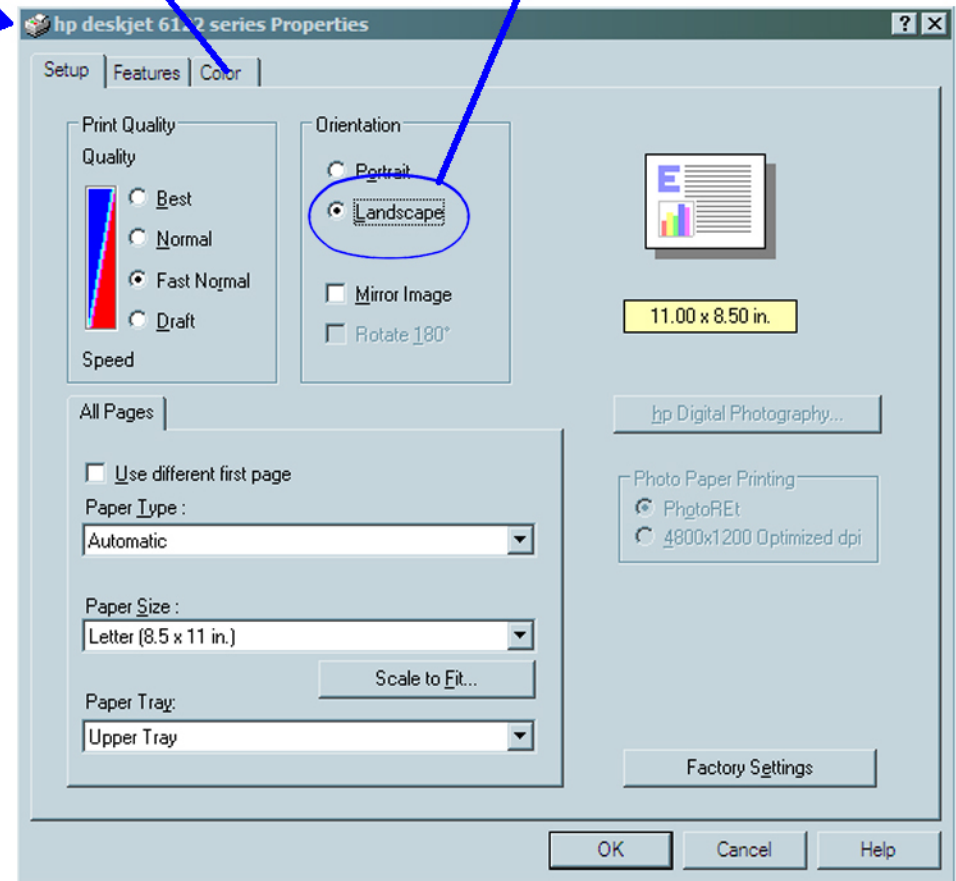 hp deskjet 6122 series Properties
Setup Features Color
Print Quality
Quality
Best
Normal
Fast Normal
Draft
Speed
Orientation
Portrait
Landscape
Mirror Image
Rotate 180°
E
11.00 x 8.50 in.
All Pages
Use different first page
Paper Type :
Automatic
Paper Size :
Letter (8.5 x 11 in.)
Scale to Fit...
Paper Tray:
Upper Tray
hp Digital Photography...
Photo Paper Printing
PhotoREt
4800x1200 Optimized dpi
Factory Settings
OK Cancel Help